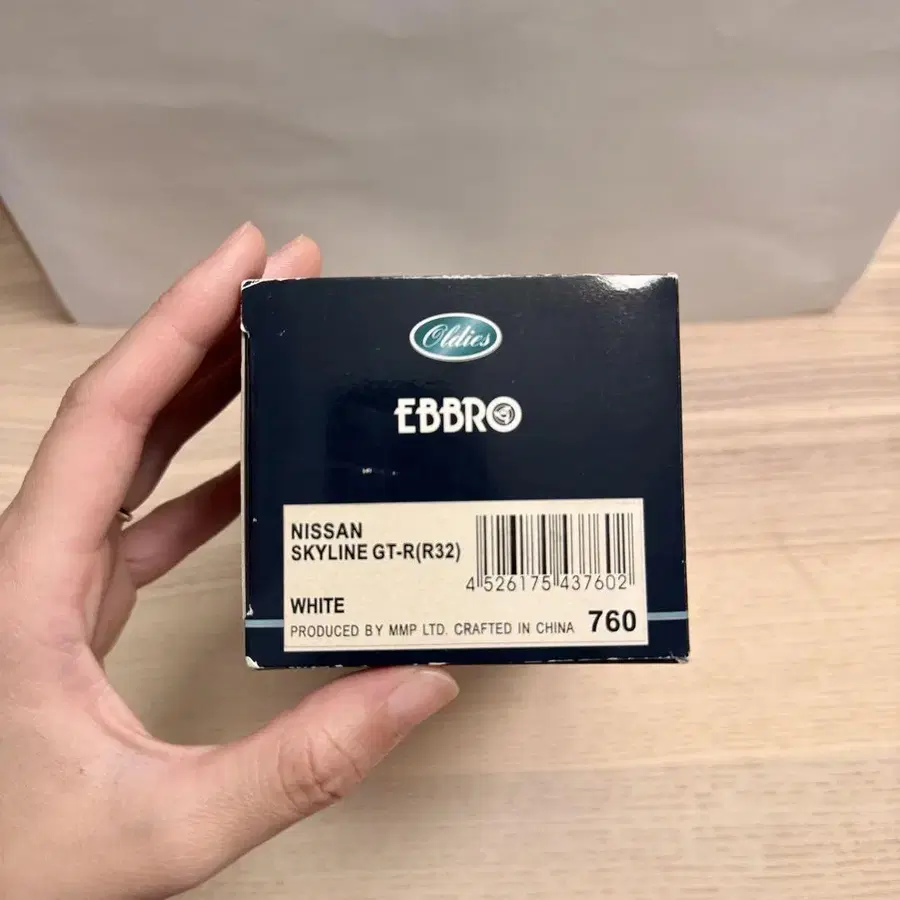 Oldies
EBBRO
NISSAN
SKYLINE GT-R(R32)
4 526175 437602
WHITE
PRODUCED BY MMP LTD. CRAFTED IN CHINA 760